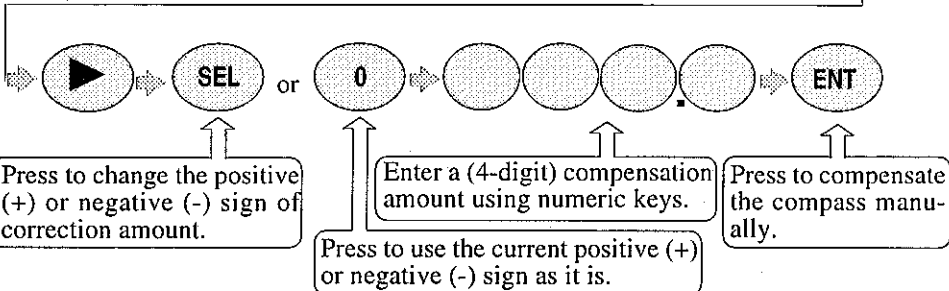 SEL or 0 . ENT
Press to change the positive
(+) or negative (-) sign of
correction amount.
Enter a (4-digit) compensation
amount using numeric keys.
Press to compensate
the compass manu-
ally.
Press to use the current positive (+)
or negative (-) sign as it is.